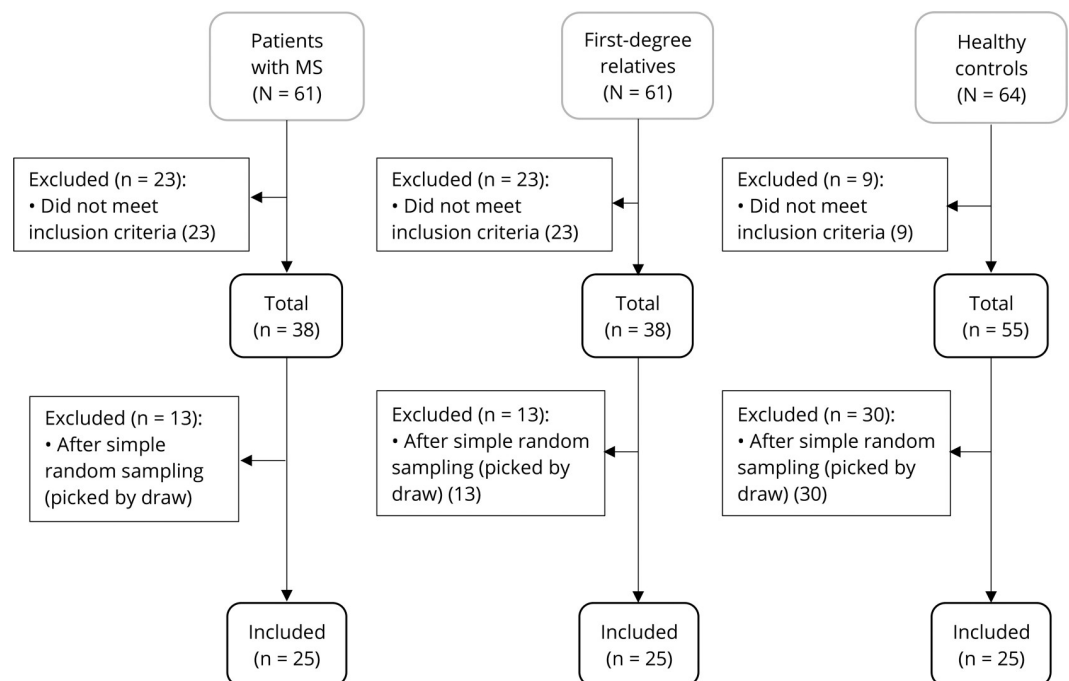 Patients
with MS
(N = 61)
First-degree
relatives
(N = 61)
Healthy
controls
(N = 64)
Excluded (n = 23):
• Did not meet
inclusion criteria (23)
Excluded (n = 23):
• Did not meet
inclusion criteria (23)
Excluded (n = 9):
• Did not meet
inclusion criteria (9)
Total
(n = 38)
Total
(n = 38)
Total
(n = 55)
Excluded (n = 13):
• After simple
random sampling
(picked by draw)
Excluded (n = 13):
• After simple random
sampling (picked by
draw) (13)
Excluded (n = 30):
• After simple random
sampling (picked by
draw) (30)
Included
(n = 25)
Included
(n = 25)
Included
(n = 25)